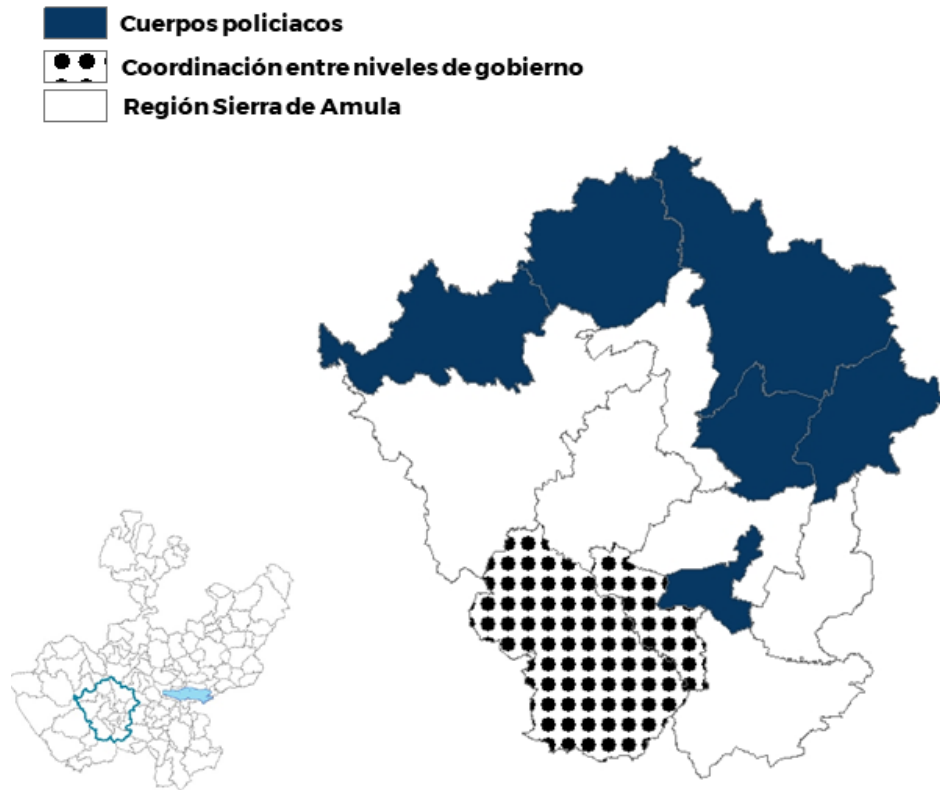 Cuerpos policiacos
Coordinación entre niveles de gobierno
Región Sierra de Amula